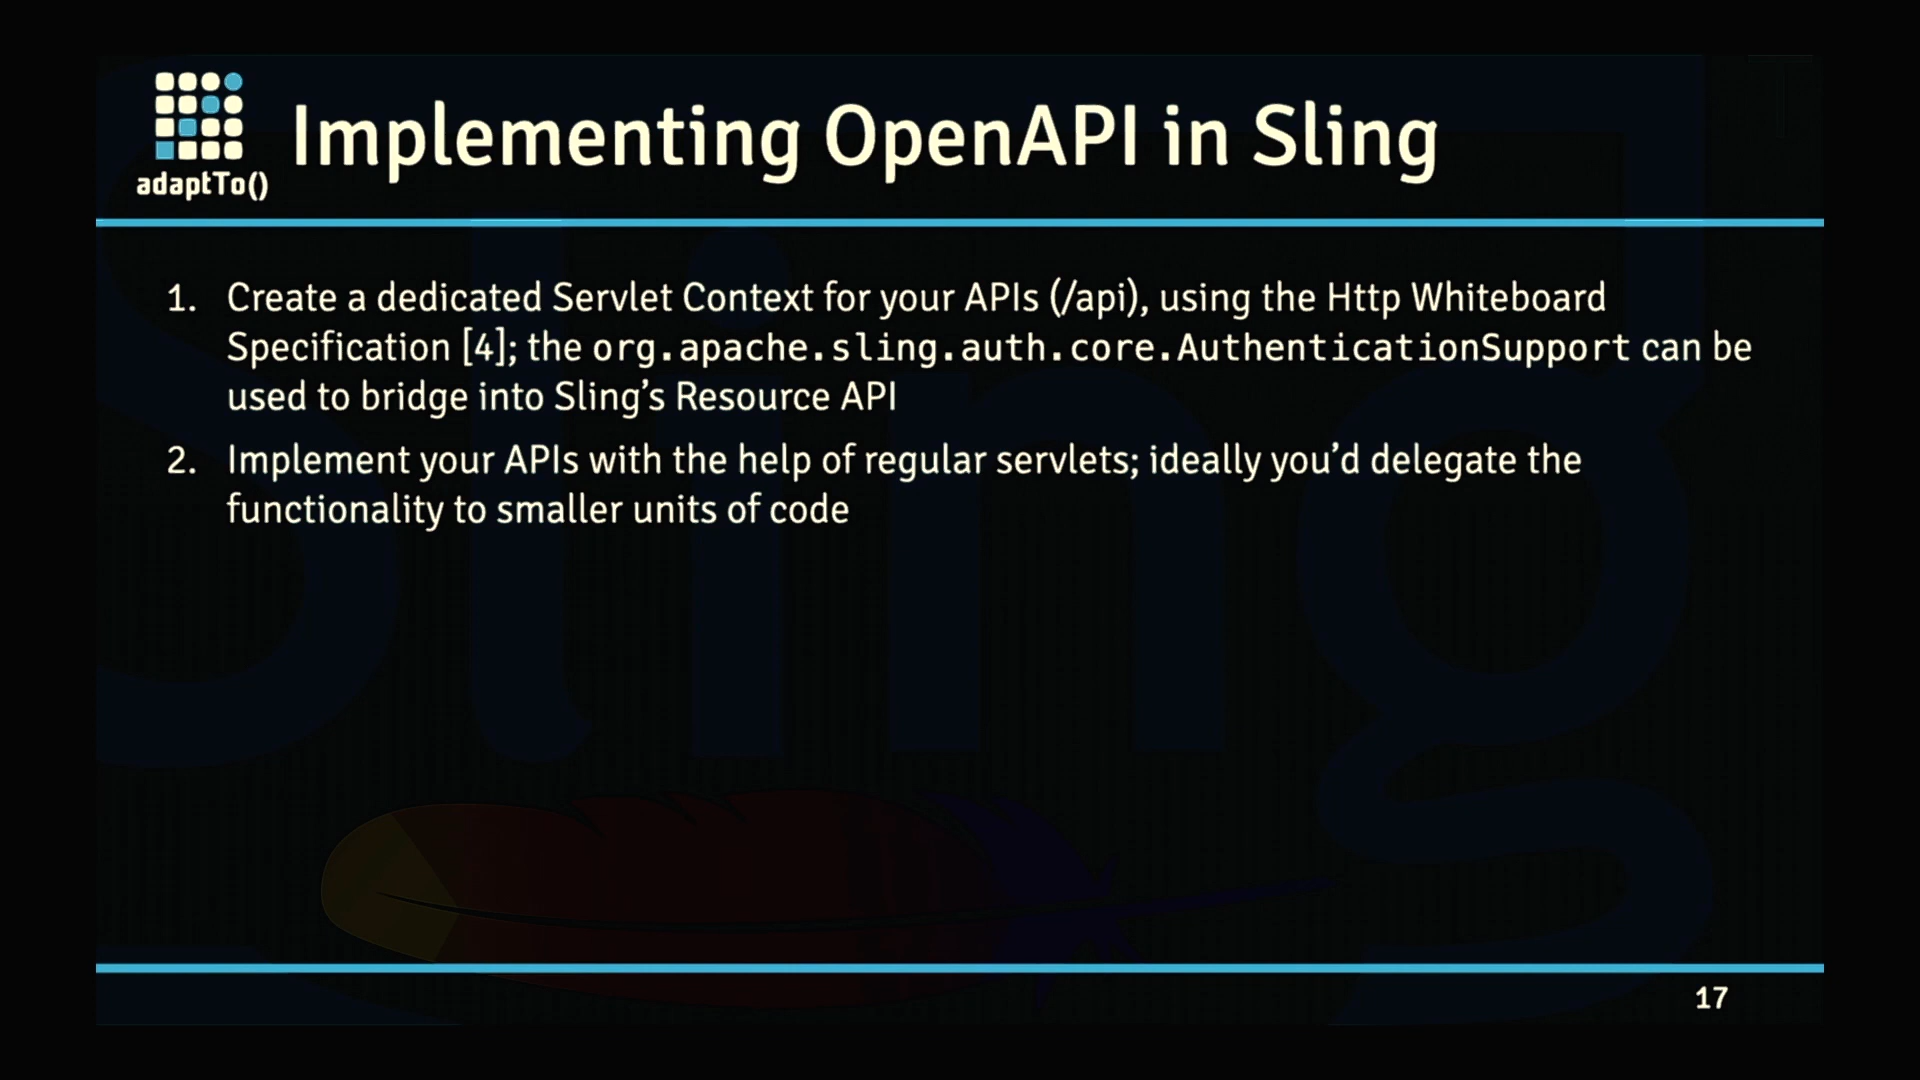 adaptTo()
Implementing OpenAPI in Sling
1. Create a dedicated Servlet Context for your APIs (/api), using the Http Whiteboard
Specification [4]; the org.apache.sling.auth.core.AuthenticationSupport can be
used to bridge into Sling’s Resource API
2. Implement your APIs with the help of regular servlets; ideally you’d delegate the
functionality to smaller units of code
Sling
17